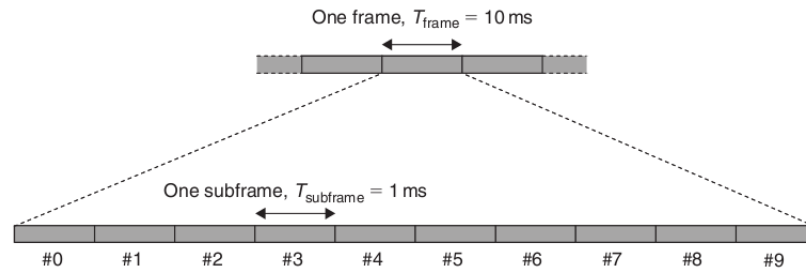 One frame, T_frame = 10 ms
One subframe, T_subframe = 1 ms
#0 #1 #2 #3 #4 #5 #6 #7 #8 #9